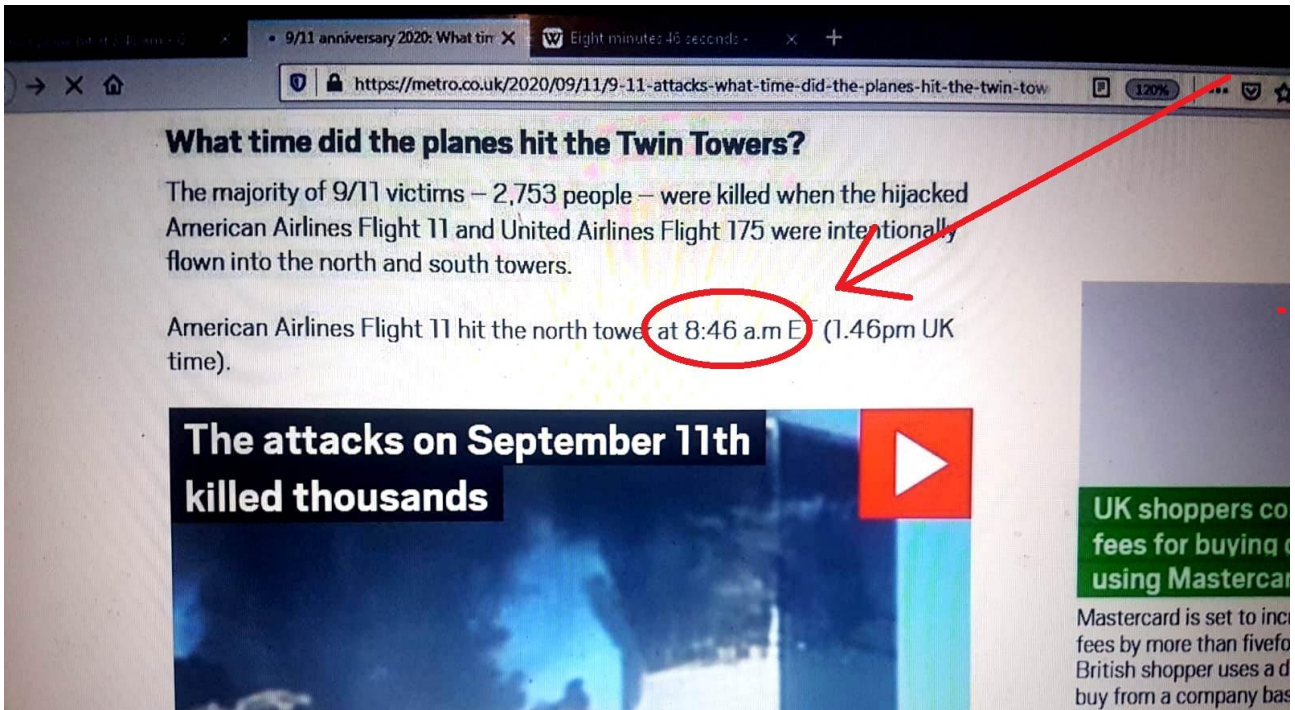 9/11 anniversary 2020: What tim
Eight minutes 46 seconds -
https://metro.co.uk/2020/09/11/9-11-attacks-what-time-did-the-planes-hit-the-twin-tow
120%
What time did the planes hit the Twin Towers?
The majority of 9/11 victims – 2,753 people – were killed when the hijacked
American Airlines Flight 11 and United Airlines Flight 175 were intentionally
flown into the north and south towers.
American Airlines Flight 11 hit the north tower at 8:46 a.m ET (1.46pm UK
time).
The attacks on September 11th
killed thousands
UK shoppers co
fees for buying
using Mastercar
Mastercard is set to incr
fees by more than fivefo
British shopper uses a d
buy from a company bas